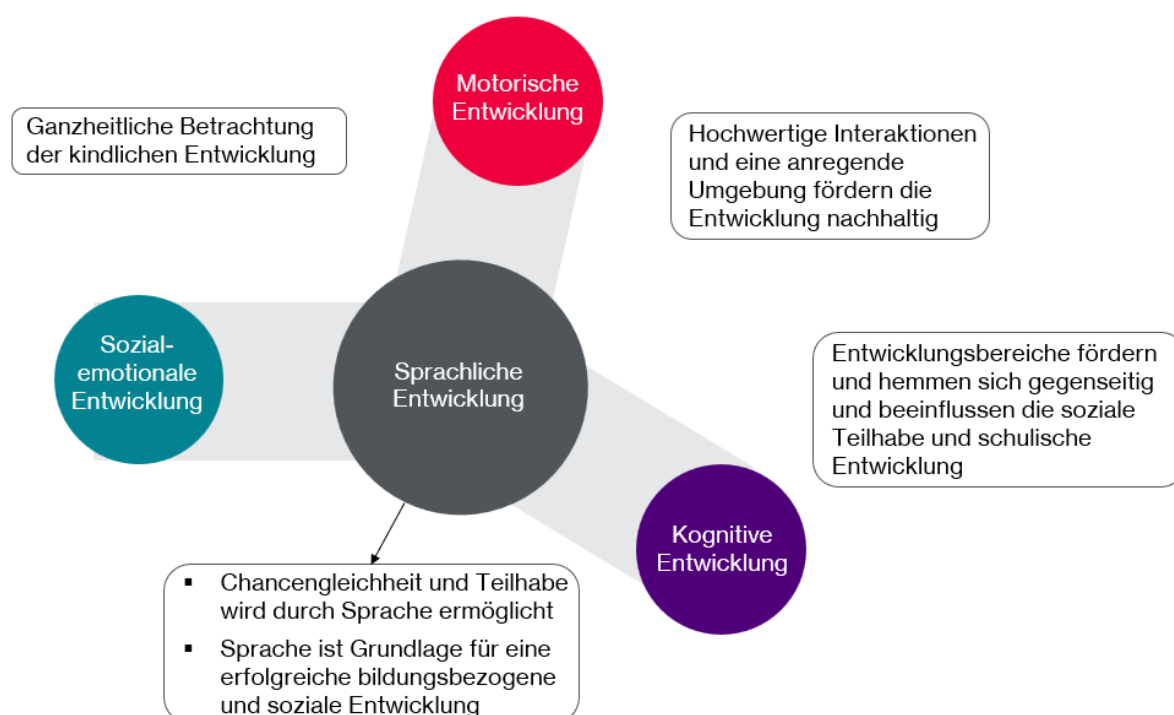 Motorische
Entwicklung
Ganzheitliche Betrachtung
der kindlichen Entwicklung
Hochwertige Interaktionen
und eine anregende
Umgebung fördern die
Entwicklung nachhaltig
Sozial-
emotionale
Entwicklung
Sprachliche
Entwicklung
Entwicklungsbereiche fördern
und hemmen sich gegenseitig
und beeinflussen die soziale
Teilhabe und schulische
Entwicklung
Kognitive
Entwicklung
▪ Chancengleichheit und Teilhabe
wird durch Sprache ermöglicht
▪ Sprache ist Grundlage für eine
erfolgreiche bildungsbezogene
und soziale Entwicklung